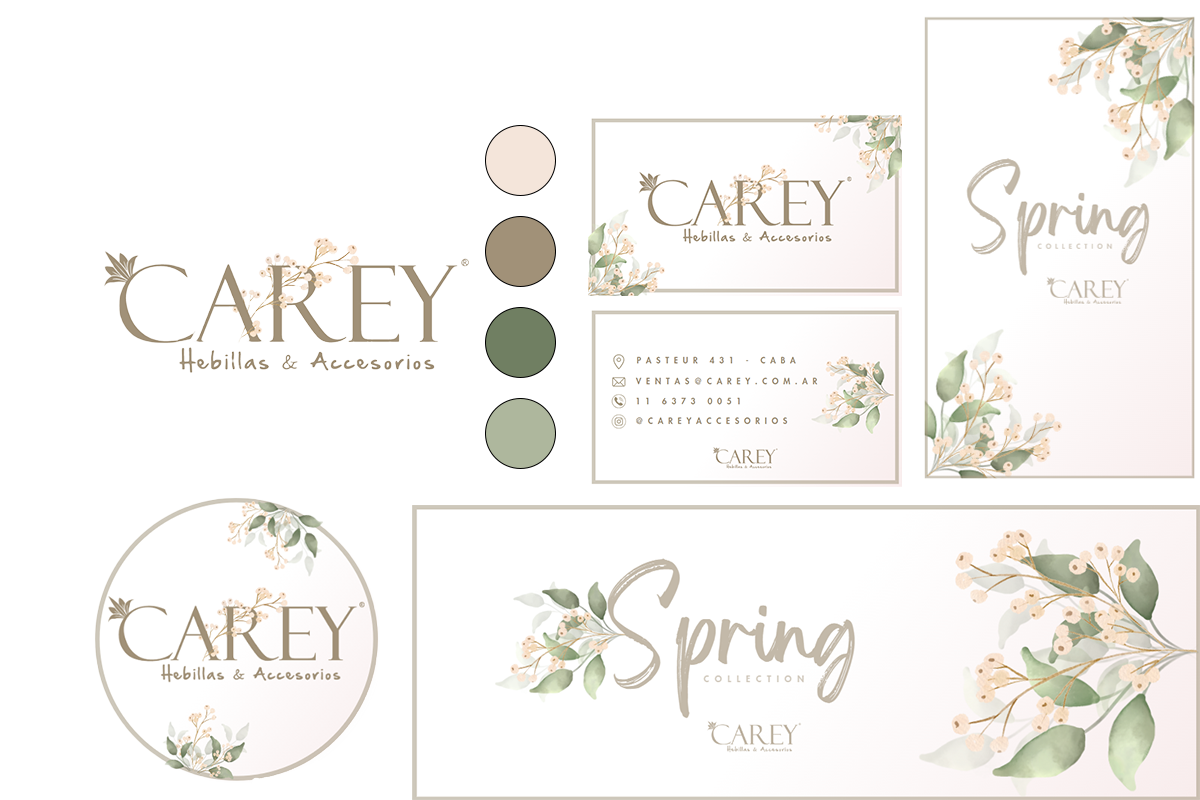 CAREY®
Hebillas & Accesorios
CAREY®
Hebillas & Accesorios
PASTEUR 431 - CABA
VENTAS@CAREY.COM.AR
11 6373 0051
@CAREYACCESORIOS
CAREY
Hebillas & Accesorios
Spring
COLLECTION
CAREY
Hebillas & Accesorios
CAREY®
Hebillas & Accesorios
Spring
COLLECTION
CAREY
Hebillas & Accesorios